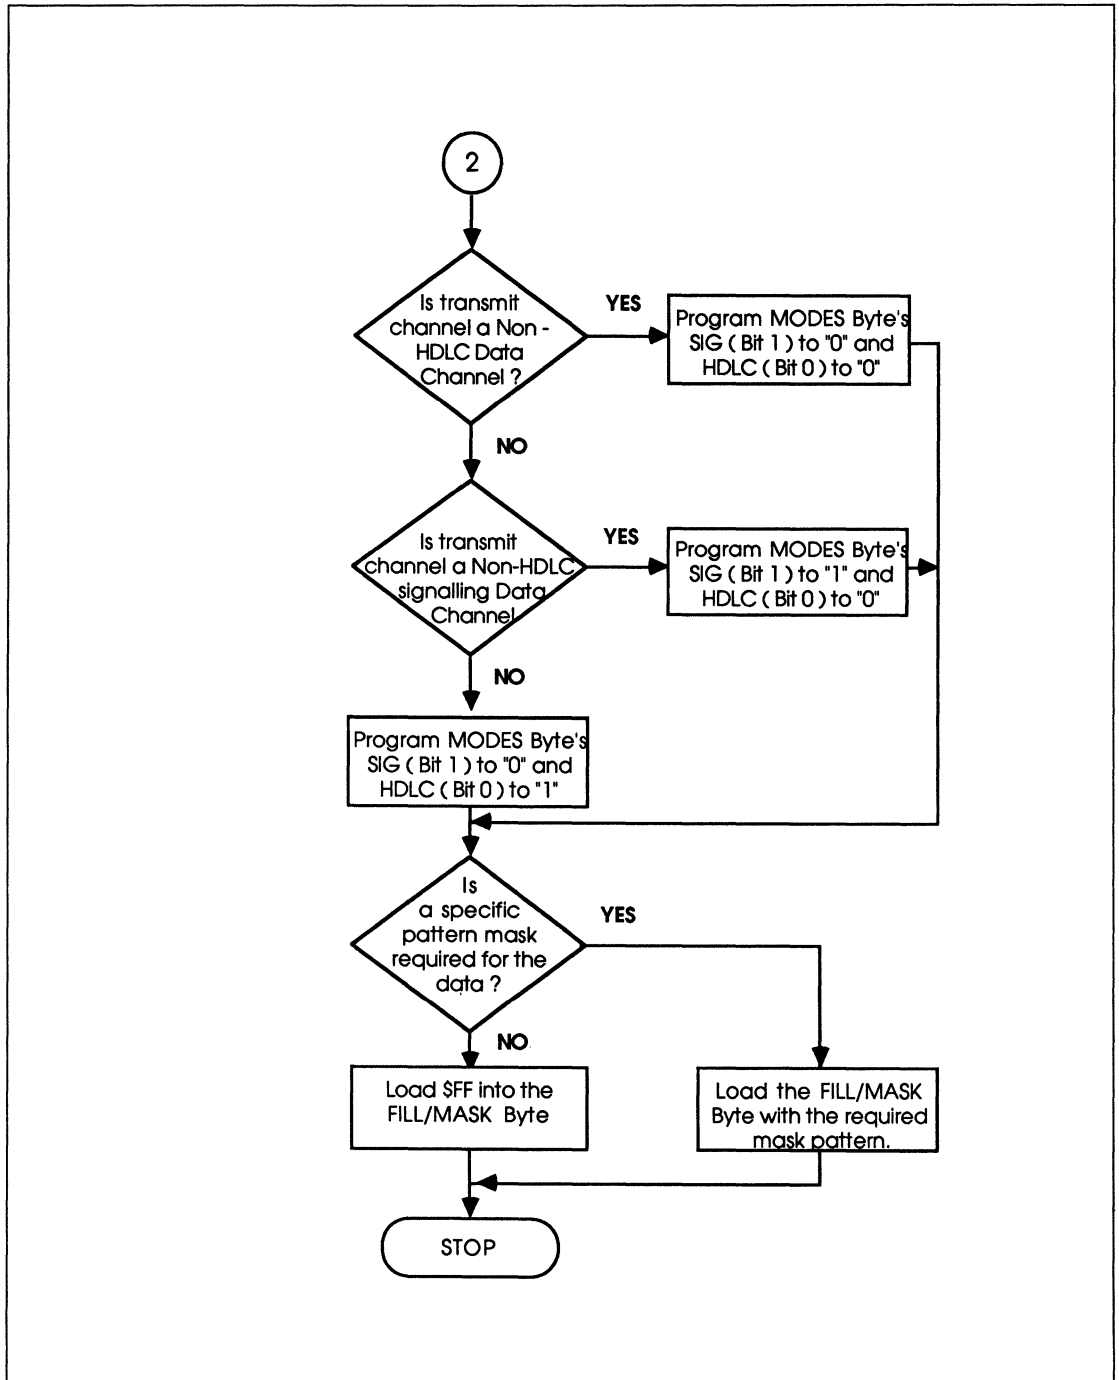 2
Is transmit
channel a Non -
HDLC Data
Channel ?
YES
Program MODES Byte's
SIG ( Bit 1 ) to "0" and
HDLC ( Bit 0 ) to "0"
NO
Is transmit
channel a Non-HDLC
signalling Data
Channel
YES
Program MODES Byte's
SIG ( Bit 1 ) to "1" and
HDLC ( Bit 0 ) to "0"
NO
Program MODES Byte's
SIG ( Bit 1 ) to "0" and
HDLC ( Bit 0 ) to "1"
Is
a specific
pattern mask
required for the
data ?
YES
NO
Load $FF into the
FILL/MASK Byte
Load the FILL/MASK
Byte with the required
mask pattern.
STOP